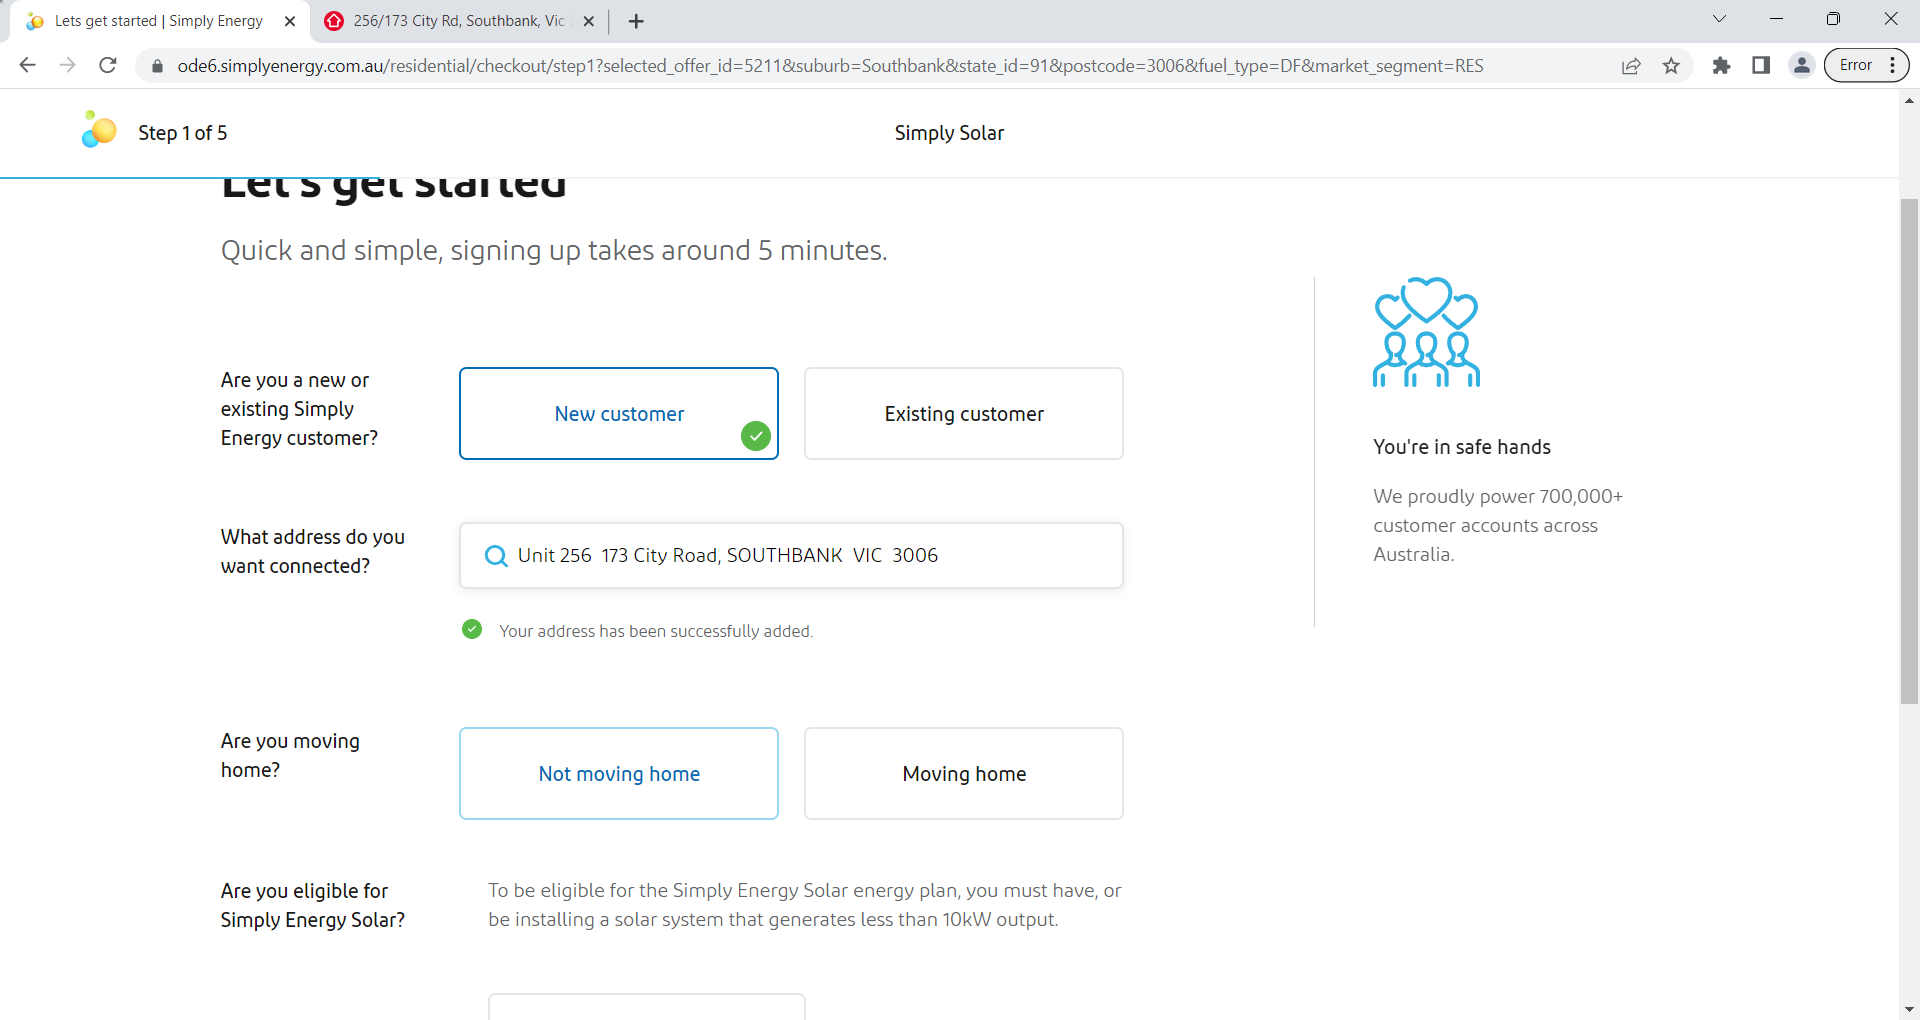 Lets get started | Simply Energy
256/173 City Rd, Southbank, Vic
ode6.simplyenergy.com.au/residential/checkout/step1?selected_offer_id=5211&suburb=Southbank&state_id=91&postcode=3006&fuel_type=DF&market_segment=RES
Error
Step 1 of 5
Simply Solar
Let's get started
Quick and simple, signing up takes around 5 minutes.
Are you a new or
existing Simply
Energy customer?
New customer
Existing customer
You're in safe hands
We proudly power 700,000+
customer accounts across
Australia.
What address do you
want connected?
Unit 256 173 City Road, SOUTHBANK VIC 3006
Your address has been successfully added.
Are you moving
home?
Not moving home
Moving home
Are you eligible for
Simply Energy Solar?
To be eligible for the Simply Energy Solar energy plan, you must have, or
be installing a solar system that generates less than 10kW output.